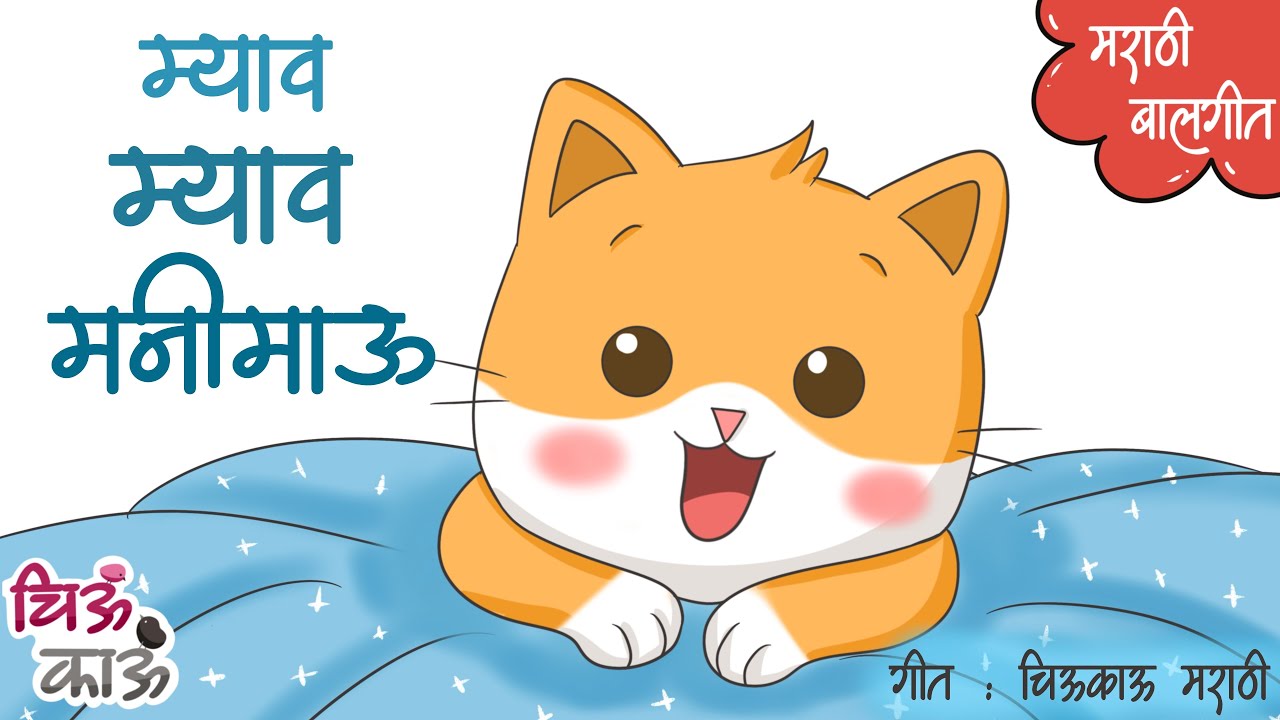 म्याव
म्याव
मनीमाऊ
मराठी
बालगीत
चिऊं
काऊं
गीत : चिऊकाऊ मराठी